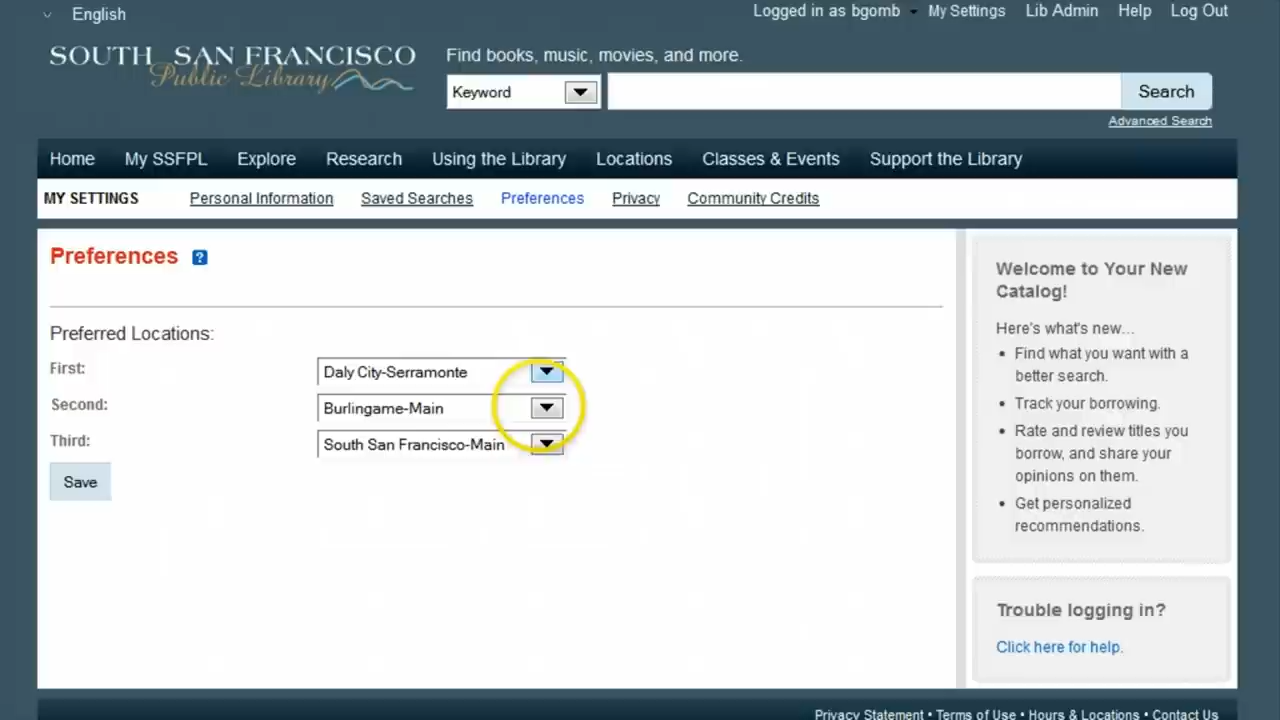 English
Logged in as bgomb My Settings Lib Admin Help Log Out
SOUTH SAN FRANCISCO
Public Library
Find books, music, movies, and more.
Keyword
Search
Advanced Search
Home My SSFPL Explore Research Using the Library Locations Classes & Events Support the Library
MY SETTINGS Personal Information Saved Searches Preferences Privacy Community Credits
Preferences ?
Preferred Locations:
First: Daly City-Serramonte
Second: Burlingame-Main
Third: South San Francisco-Main
Save
Welcome to Your New
Catalog!
Here's what's new…
• Find what you want with a
better search.
• Track your borrowing.
• Rate and review titles you
borrow, and share your
opinions on them.
• Get personalized
recommendations.
Trouble logging in?
Click here for help.
Privacy Statement • Terms of Use • Hours & Locations • Contact Us